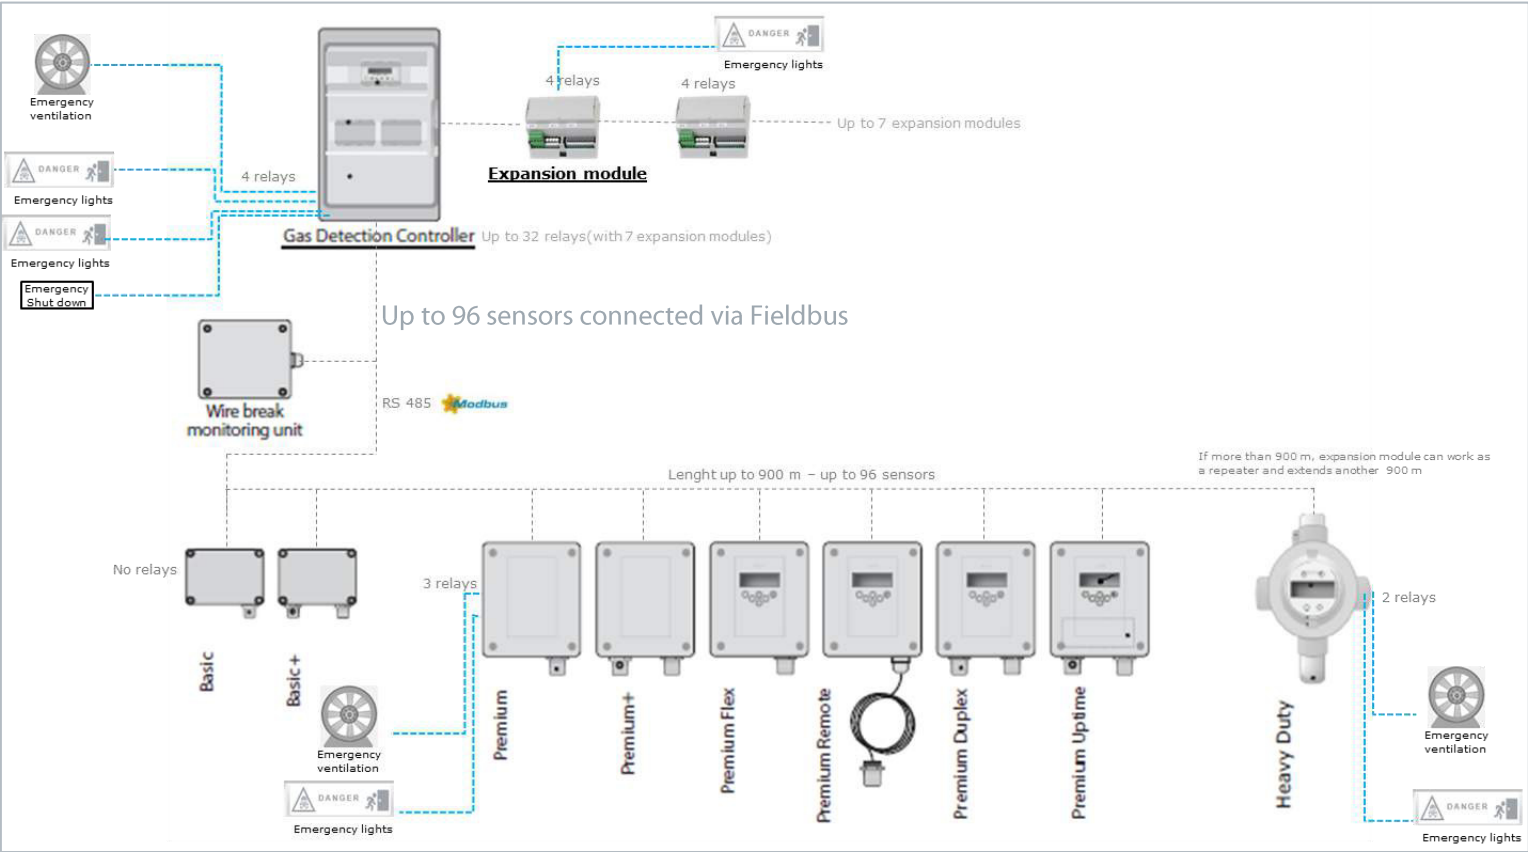 DANGER
Emergency lights
Emergency
ventilation
4 relays
4 relays
Up to 7 expansion modules
Expansion module
DANGER
Emergency lights
4 relays
DANGER
Emergency lights
Gas Detection Controller
Up to 32 relays(with 7 expansion modules)
Emergency
Shut down
Up to 96 sensors connected via Fieldbus
Wire break
monitoring unit
RS 485
Modbus
If more than 900 m, expansion module can work as
a repeater and extends another 900 m
Lenght up to 900 m – up to 96 sensors
No relays
3 relays
2 relays
Basic
Basic+
Premium
Premium+
Premium Flex
Premium Remote
Premium Duplex
Premium Uptime
Heavy Duty
Emergency
ventilation
DANGER
Emergency lights
Emergency
ventilation
DANGER
Emergency lights